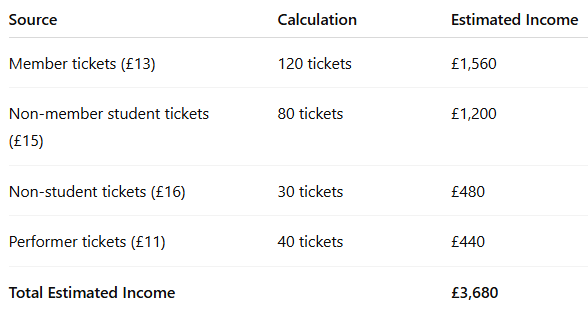 Source Calculation Estimated Income
Member tickets (£13) 120 tickets £1,560
Non-member student tickets 80 tickets £1,200
(£15)
Non-student tickets (£16) 30 tickets £480
Performer tickets (£11) 40 tickets £440
Total Estimated Income £3,680